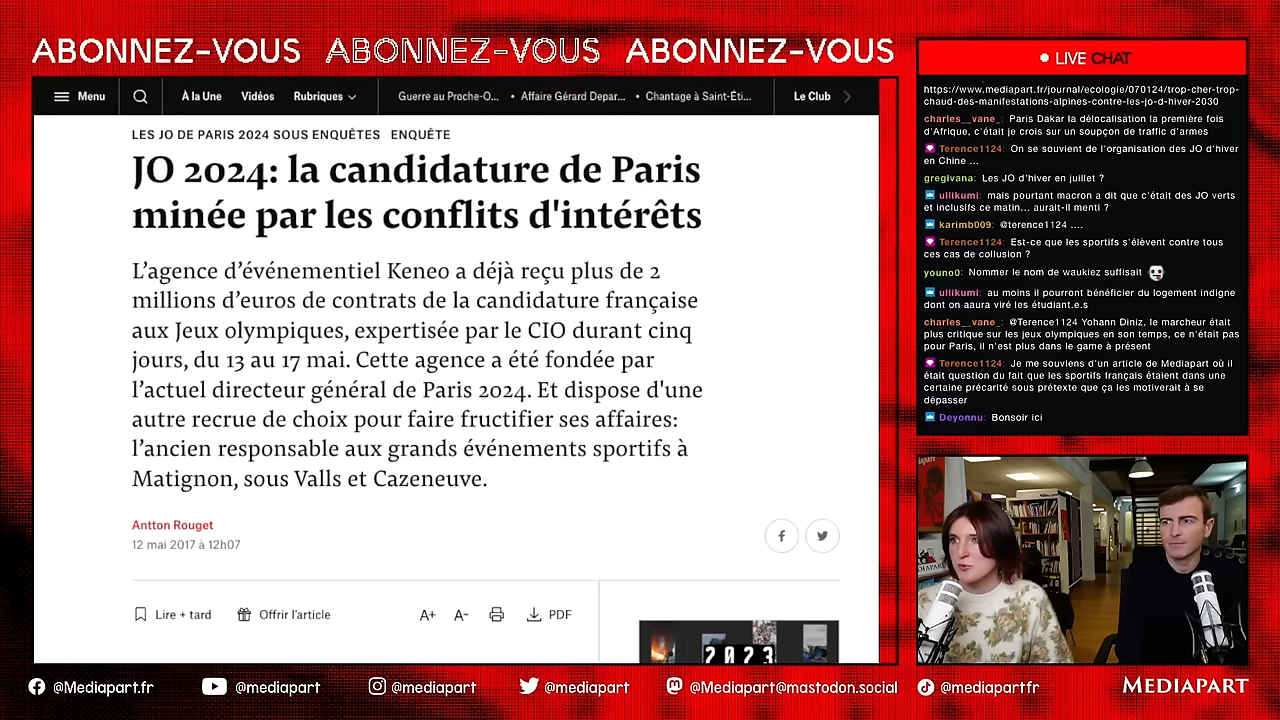 ABONNEZ-VOUS ABONNEZ-VOUS ABONNEZ-VOUS
Menu
À la Une
Vidéos
Rubriques
Guerre au Proche-O...
• Affaire Gérard Depar...
• Chantage à Saint-Éti...
Le Club
LES JO DE PARIS 2024 SOUS ENQUÊTES ENQUÊTE
JO 2024: la candidature de Paris
minée par les conflits d'intérêts
L'agence d'événementiel Keneo a déjà reçu plus de 2
millions d'euros de contrats de la candidature française
aux Jeux olympiques, expertisée par le CIO durant cinq
jours, du 13 au 17 mai. Cette agence a été fondée par
l'actuel directeur général de Paris 2024. Et dispose d'une
autre recrue de choix pour faire fructifier ses affaires:
l'ancien responsable aux grands événements sportifs à
Matignon, sous Valls et Cazeneuve.
Antton Rouget
12 mai 2017 à 12h07
Lire + tard
Offrir l'article
A+
A-
PDF
2023
LIVE CHAT
https://www.mediapart.fr/journal/ecologie/070124/trop-cher-trop-
chaud-des-manifestations-alpines-contre-les-jo-d-hiver-2030
charles__vane_: Paris Dakar la délocalisation la première fois
d'Afrique, c'était je crois sur un soupçon de traffic d'armes
Terence1124: On se souvient de l'organisation des JO d'hiver
en Chine ...
gregivana: Les JO d'hiver en juillet ?
ullikumi: mais pourtant macron a dit que c'était des JO verts
et inclusifs ce matin... aurait-il menti ?
karimb009: @terence1124 ....
Terence1124: Est-ce que les sportifs s'élèvent contre tous
ces cas de collusion ?
youno0: Nommer le nom de waukiez suffisait
ullikumi: au moins il pourront bénéficier du logement indigne
dont on aaura viré les étudiant.e.s
charles__vane_: @Terence1124 Yohann Diniz, le marcheur était
plus critique sur les jeux olympiques en son temps, ce n'était pas
pour Paris, il n'est plus dans le game à présent
Terence1124: Je me souviens d'un article de Mediapart où il
était question du fait que les sportifs français étaient dans une
certaine précarité sous prétexte que ça les motiverait à se
dépasser
Deyonnu: Bonsoir ici
@Mediapart.fr
@mediapart
@mediapart
@mediapart
@Mediapart@mastodon.social
@mediapartfr
MEDIAPART